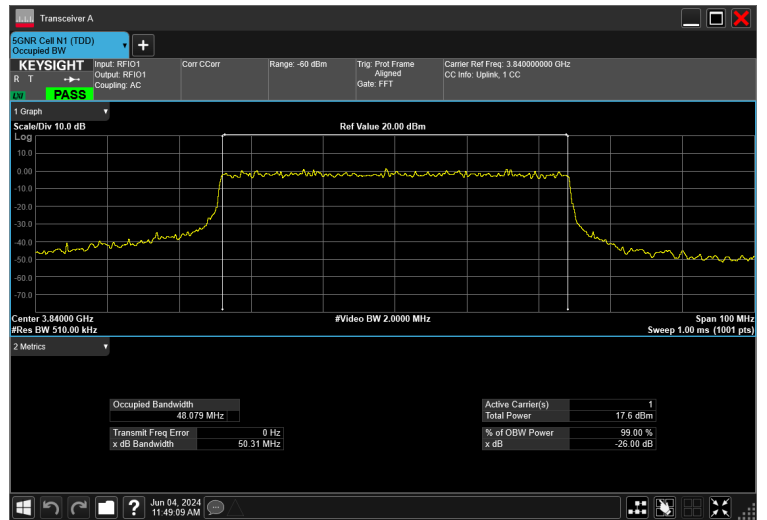 Transceiver A
5GNR Cell N1 (TDD)
Occupied BW
KEYSIGHT
R T
LXI
PASS
Input: RFIO1
Output: RFIO1
Coupling: AC
Corr CCorr
Range: -60 dBm
Trig: Prot Frame
Aligned
Gate: FFT
Carrier Ref Freq: 3.840000000 GHz
CC Info: Uplink, 1 CC
1 Graph
Scale/Div 10.0 dB
Ref Value 20.00 dBm
Log
10.0
0.00
-10.0
-20.0
-30.0
-40.0
-50.0
-60.0
-70.0
Center 3.84000 GHz
#Video BW 2.0000 MHz
Span 100 MHz
#Res BW 510.00 kHz
Sweep 1.00 ms (1001 pts)
2 Metrics
Occupied Bandwidth
48.079 MHz
Transmit Freq Error 0 Hz
x dB Bandwidth 50.31 MHz
Active Carrier(s) 1
Total Power 17.6 dBm
% of OBW Power 99.00 %
x dB -26.00 dB
Jun 04, 2024
11:49:09 AM